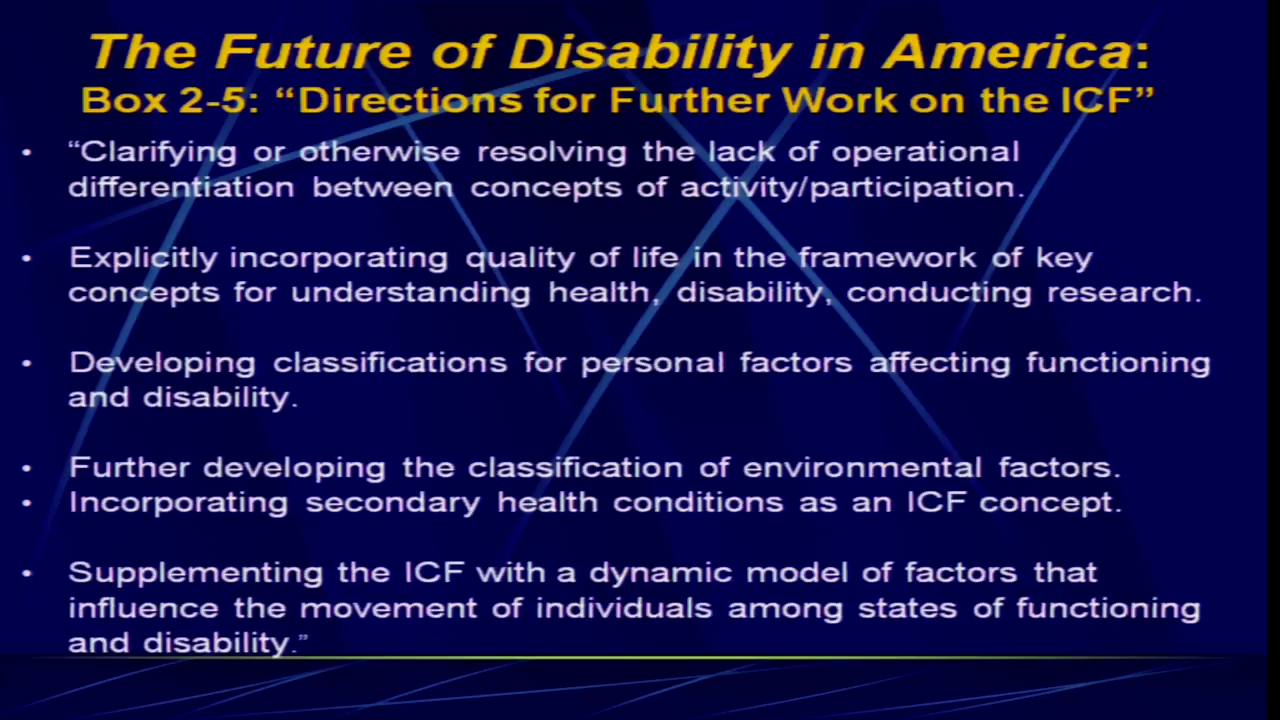 The Future of Disability in America:
Box 2-5: “Directions for Further Work on the ICF”
• “Clarifying or otherwise resolving the lack of operational
differentiation between concepts of activity/participation.
• Explicitly incorporating quality of life in the framework of key
concepts for understanding health, disability, conducting research.
• Developing classifications for personal factors affecting functioning
and disability.
• Further developing the classification of environmental factors.
• Incorporating secondary health conditions as an ICF concept.
• Supplementing the ICF with a dynamic model of factors that
influence the movement of individuals among states of functioning
and disability.”